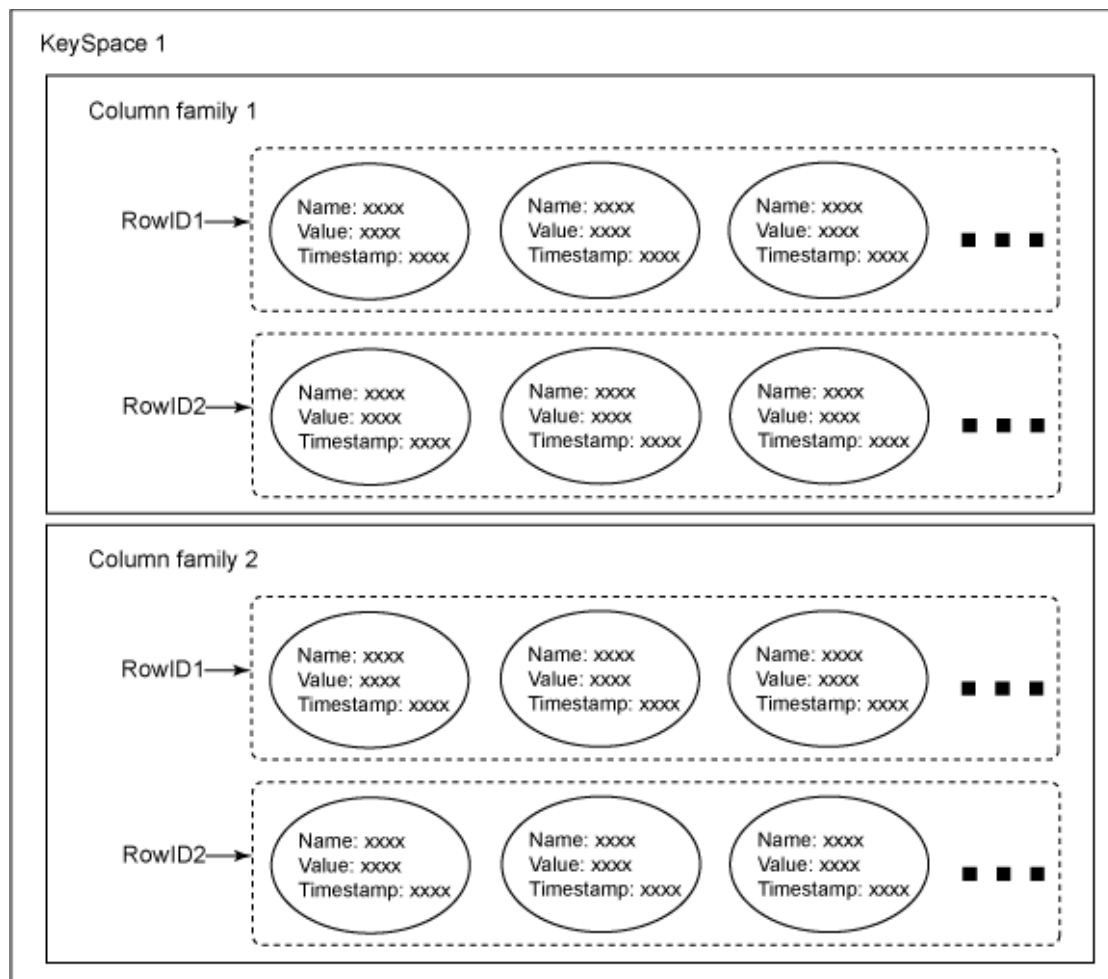 KeySpace 1
Column family 1
RowID1
Name: xxxx
Value: xxxx
Timestamp: xxxx
Name: xxxx
Value: xxxx
Timestamp: xxxx
Name: xxxx
Value: xxxx
Timestamp: xxxx
RowID2
Name: xxxx
Value: xxxx
Timestamp: xxxx
Name: xxxx
Value: xxxx
Timestamp: xxxx
Name: xxxx
Value: xxxx
Timestamp: xxxx
Column family 2
RowID1
Name: xxxx
Value: xxxx
Timestamp: xxxx
Name: xxxx
Value: xxxx
Timestamp: xxxx
Name: xxxx
Value: xxxx
Timestamp: xxxx
RowID2
Name: xxxx
Value: xxxx
Timestamp: xxxx
Name: xxxx
Value: xxxx
Timestamp: xxxx
Name: xxxx
Value: xxxx
Timestamp: xxxx